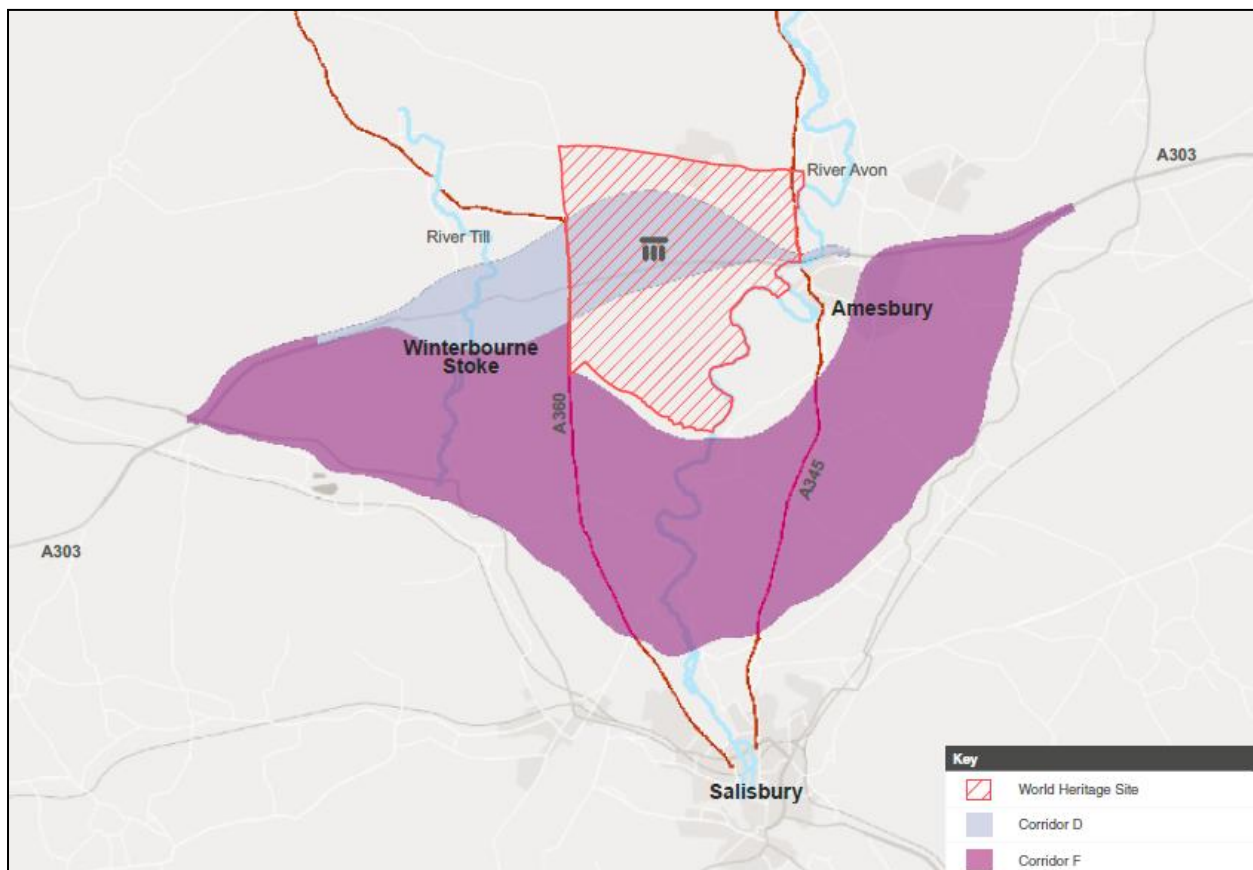 A303
River Avon
River Till
Amesbury
Winterbourne
Stoke
A360
A345
A303
Salisbury
Key
World Heritage Site
Corridor D
Corridor F